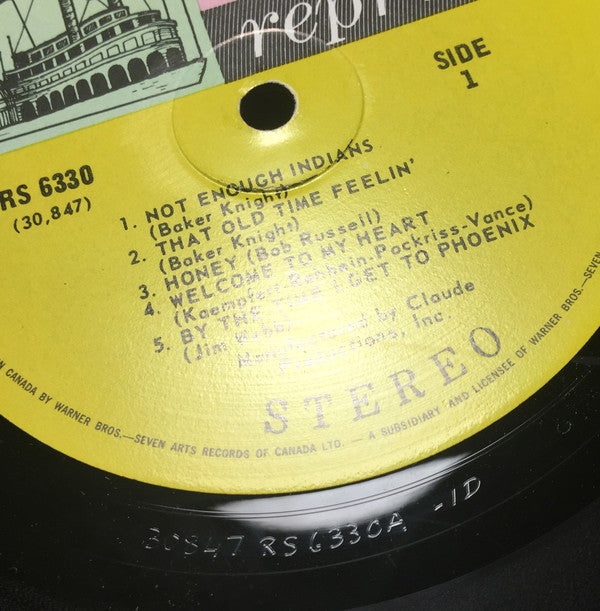 repr
SIDE
1
RS 6330
(30,847)
1. NOT ENOUGH INDIANS
(Baker Knight)
2. THAT OLD TIME FEELIN'
(Baker Knight)
3. HONEY (Bob Russell)
4. WELCOME TO MY HEART
(Kaempfert-Rehbein-Pockriss-Vance)
5. BY THE TIME I GET TO PHOENIX
(Jim Webb)
Manufactured by Claude
Productions, Inc.
STEREO
N CANADA BY WARNER BROS.—SEVEN ARTS RECORDS OF CANADA LTD. — A SUBSIDIARY AND LICENSEE OF WARNER BROS.—SEVEN
30847 RS6330A -1D